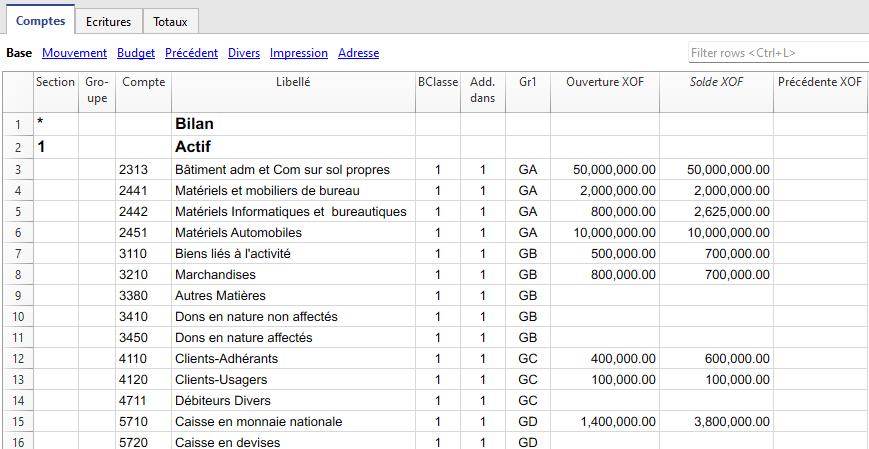 Comptes Ecritures Totaux
Base Mouvement Budget Précédent Divers Impression Adresse Filter rows <Ctrl+L>
Section Gro-upe Compte Libellé BClasse Add. dans Gr1 Ouverture XOF Solde XOF Précédente XOF
1 * Bilan
2 1 Actif
3 2313 Bâtiment adm et Com sur sol propres 1 1 GA 50,000,000.00 50,000,000.00
4 2441 Matériels et mobiliers de bureau 1 1 GA 2,000,000.00 2,000,000.00
5 2442 Matériels Informatiques et  bureautiques 1 1 GA 800,000.00 2,625,000.00
6 2451 Matériels Automobiles 1 1 GA 10,000,000.00 10,000,000.00
7 3110 Biens liés à l'activité 1 1 GB 500,000.00 700,000.00
8 3210 Marchandises 1 1 GB 800,000.00 700,000.00
9 3380 Autres Matières 1 1 GB
10 3410 Dons en nature non affectés 1 1 GB
11 3450 Dons en nature affectés 1 1 GB
12 4110 Clients-Adhérants 1 1 GC 400,000.00 600,000.00
13 4120 Clients-Usagers 1 1 GC 100,000.00 100,000.00
14 4711 Débiteurs Divers 1 1 GC
15 5710 Caisse en monnaie nationale 1 1 GD 1,400,000.00 3,800,000.00
16 5720 Caisse en devises 1 1 GD